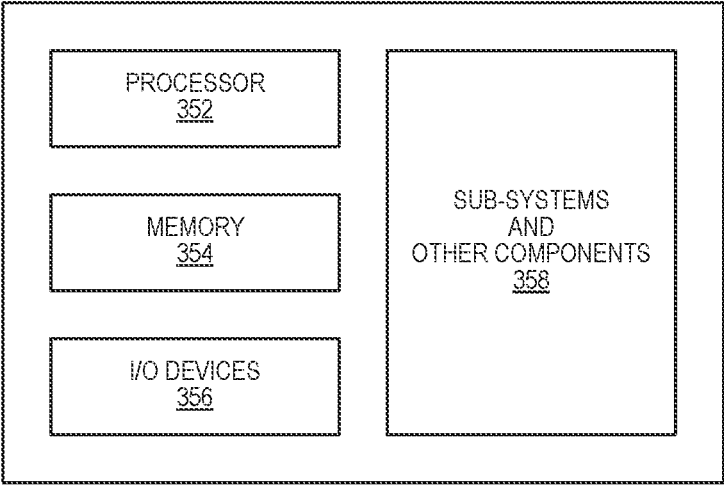 PROCESSOR
352
MEMORY
354
I/O DEVICES
356
SUB-SYSTEMS
AND
OTHER COMPONENTS
358